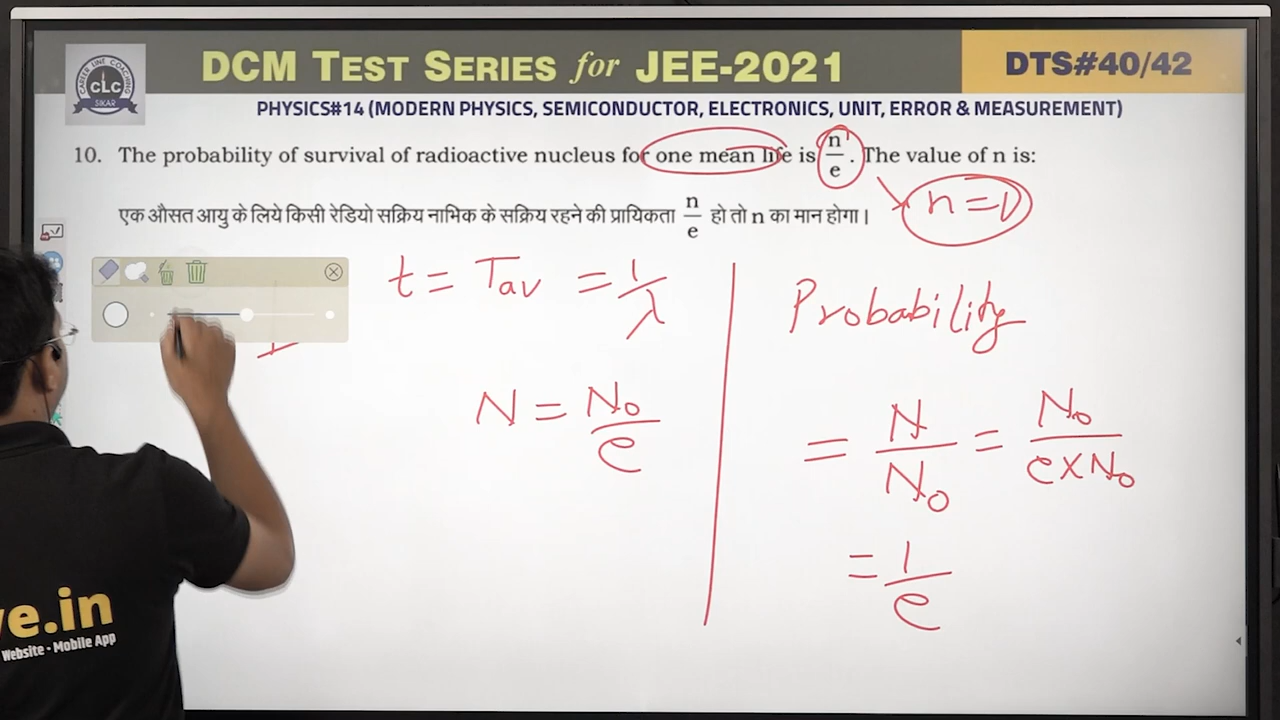 CAREER LINE COACHING
CLC
SIKAR
DCM TEST SERIES for JEE-2021
DTS#40/42
PHYSICS#14 (MODERN PHYSICS, SEMICONDUCTOR, ELECTRONICS, UNIT, ERROR & MEASUREMENT)
10. The probability of survival of radioactive nucleus for one mean life is n/e. The value of n is:
एक औसत आयु के लिये किसी रेडियो सक्रिय नाभिक के सक्रिय रहने की प्रायिकता n/e हो तो n का मान होगा।
n = 1
t = Tav = 1/λ
N = N₀/e
Probability
= N/N₀ = N₀/e×N₀
= 1/e
ve.in
Website - Mobile App